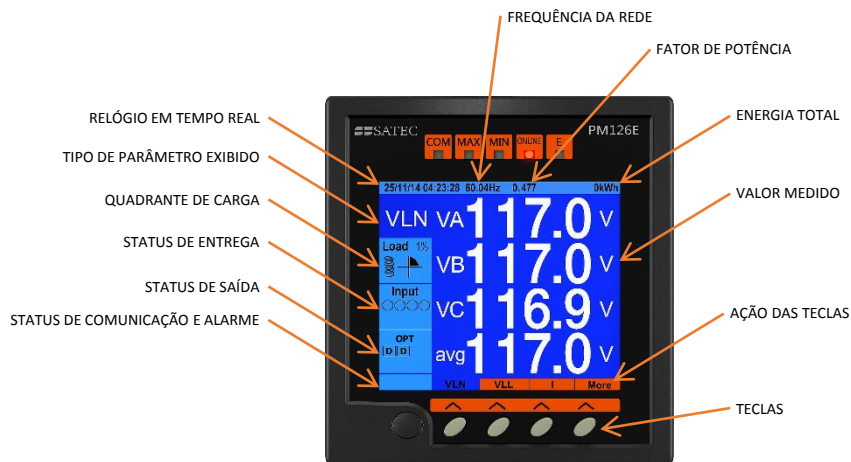 FREQUÊNCIA DA REDE
FATOR DE POTÊNCIA
RELÓGIO EM TEMPO REAL
ENERGIA TOTAL
TIPO DE PARÂMETRO EXIBIDO
QUADRANTE DE CARGA
VALOR MEDIDO
STATUS DE ENTREGA
STATUS DE SAÍDA
STATUS DE COMUNICAÇÃO E ALARME
AÇÃO DAS TECLAS
TECLAS
SATEC
PM126E
COM MAX MIN ONLINE E
25/11/14 04:23:28 60.04Hz 0.477 0kWh
VLN VA 117.0 V
Load 1%
VB 117.0 V
Input
VC 116.9 V
OPT
D D
avg 117.0 V
VLN VLL I More